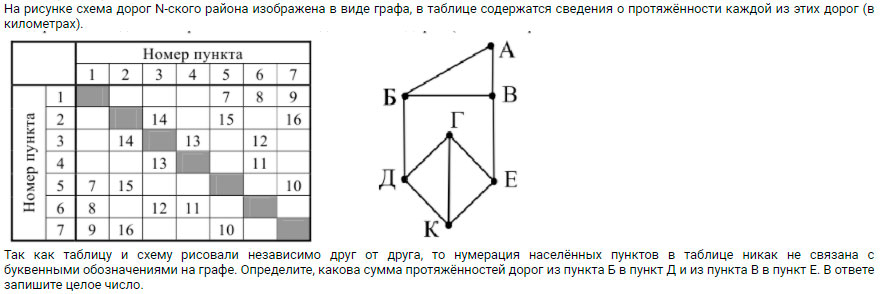 На рисунке схема дорог N-ского района изображена в виде графа, в таблице содержатся сведения о протяжённости каждой из этих дорог (в
километрах).
Номер пункта
1 2 3 4 5 6 7
Номер пункта
1 7 8 9
2 14 15 16
3 14 13 12
4 13 11
5 7 15 10
6 8 12 11
7 9 16 10
А
Б В
Г
Д Е
К
Так как таблицу и схему рисовали независимо друг от друга, то нумерация населённых пунктов в таблице никак не связана с
буквенными обозначениями на графе. Определите, какова сумма протяжённостей дорог из пункта Б в пункт Д и из пункта В в пункт Е. В ответе
запишите целое число.